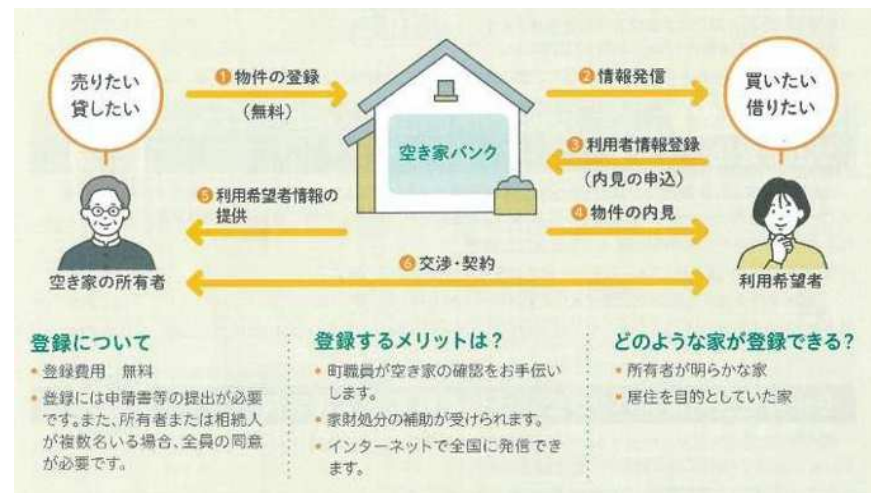 売りたい
貸したい
❶物件の登録
(無料)
空き家バンク
❷情報発信
買いたい
借りたい
❸利用者情報登録
(内見の申込)
❹物件の内見
❺利用希望者情報の
提供
❻交渉・契約
空き家の所有者
利用希望者
登録について
• 登録費用　無料
• 登録には申請書等の提出が必要
です。また、所有者または相続人
が複数名いる場合、全員の同意
が必要です。
登録するメリットは？
• 町職員が空き家の確認をお手伝い
します。
• 家財処分の補助が受けられます。
• インターネットで全国に発信でき
ます。
どのような家が登録できる？
• 所有者が明らかな家
• 居住を目的としていた家